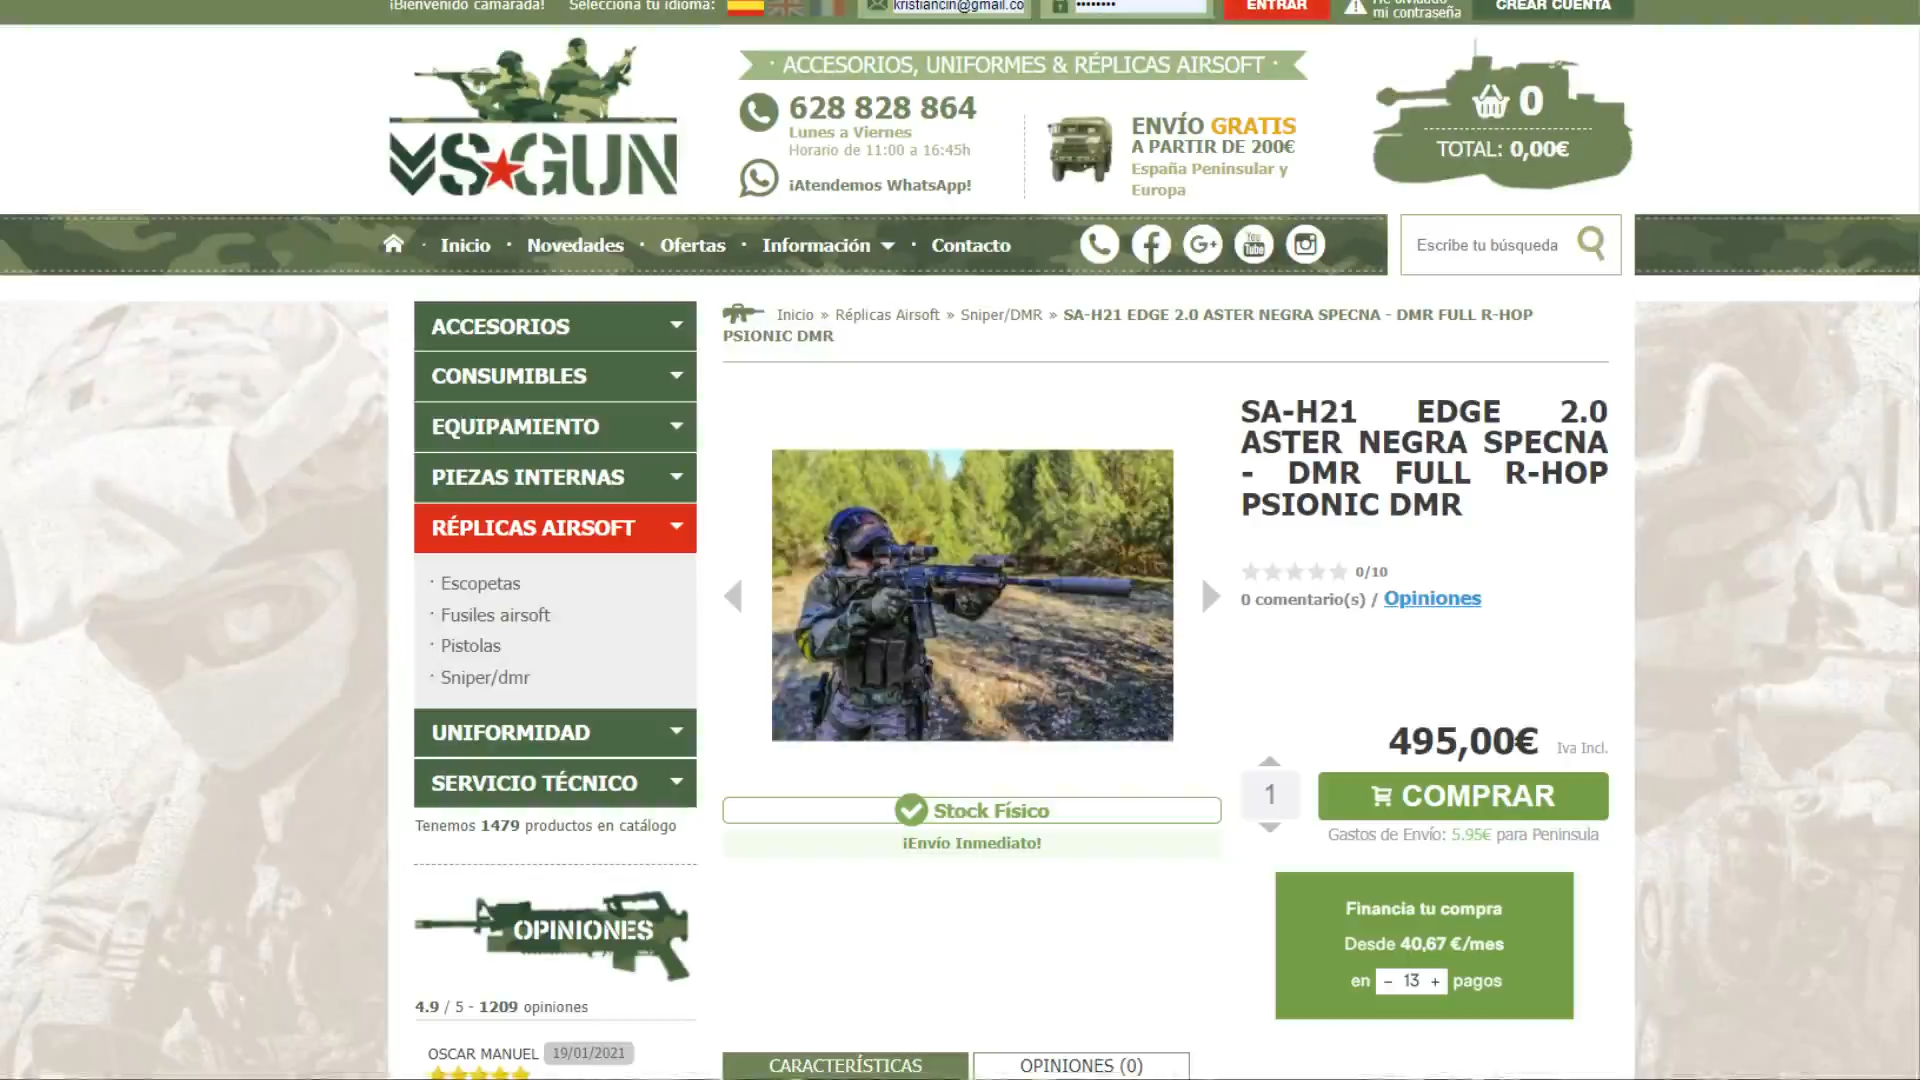 ¡Bienvenido camarada!
Selecciona tu idioma:
kristiancin@gmail.co
ENTRAR
He olvidado
mi contraseña
CREAR CUENTA
VS GUN
· ACCESORIOS, UNIFORMES & RÉPLICAS AIRSOFT ·
628 828 864
Lunes a Viernes
Horario de 11:00 a 16:45h
¡Atendemos WhatsApp!
ENVÍO GRATIS
A PARTIR DE 200€
España Peninsular y
Europa
0
TOTAL: 0,00€
· Inicio · Novedades · Ofertas · Información · Contacto
G+
You
Tube
Escribe tu búsqueda
ACCESORIOS
CONSUMIBLES
EQUIPAMIENTO
PIEZAS INTERNAS
RÉPLICAS AIRSOFT
· Escopetas
· Fusiles airsoft
· Pistolas
· Sniper/dmr
UNIFORMIDAD
SERVICIO TÉCNICO
Tenemos 1479 productos en catálogo
OPINIONES
4.9 / 5 - 1209 opiniones
OSCAR MANUEL 19/01/2021
Inicio » Réplicas Airsoft » Sniper/DMR » SA-H21 EDGE 2.0 ASTER NEGRA SPECNA - DMR FULL R-HOP
PSIONIC DMR
SA-H21 EDGE 2.0
ASTER NEGRA SPECNA
- DMR FULL R-HOP
PSIONIC DMR
0/10
0 comentario(s) / Opiniones
495,00€ Iva Incl.
1
COMPRAR
Gastos de Envío: 5.95€ para Peninsula
Stock Físico
¡Envío Inmediato!
Financia tu compra
Desde 40,67 €/mes
en - 13 + pagos
CARACTERÍSTICAS
OPINIONES (0)